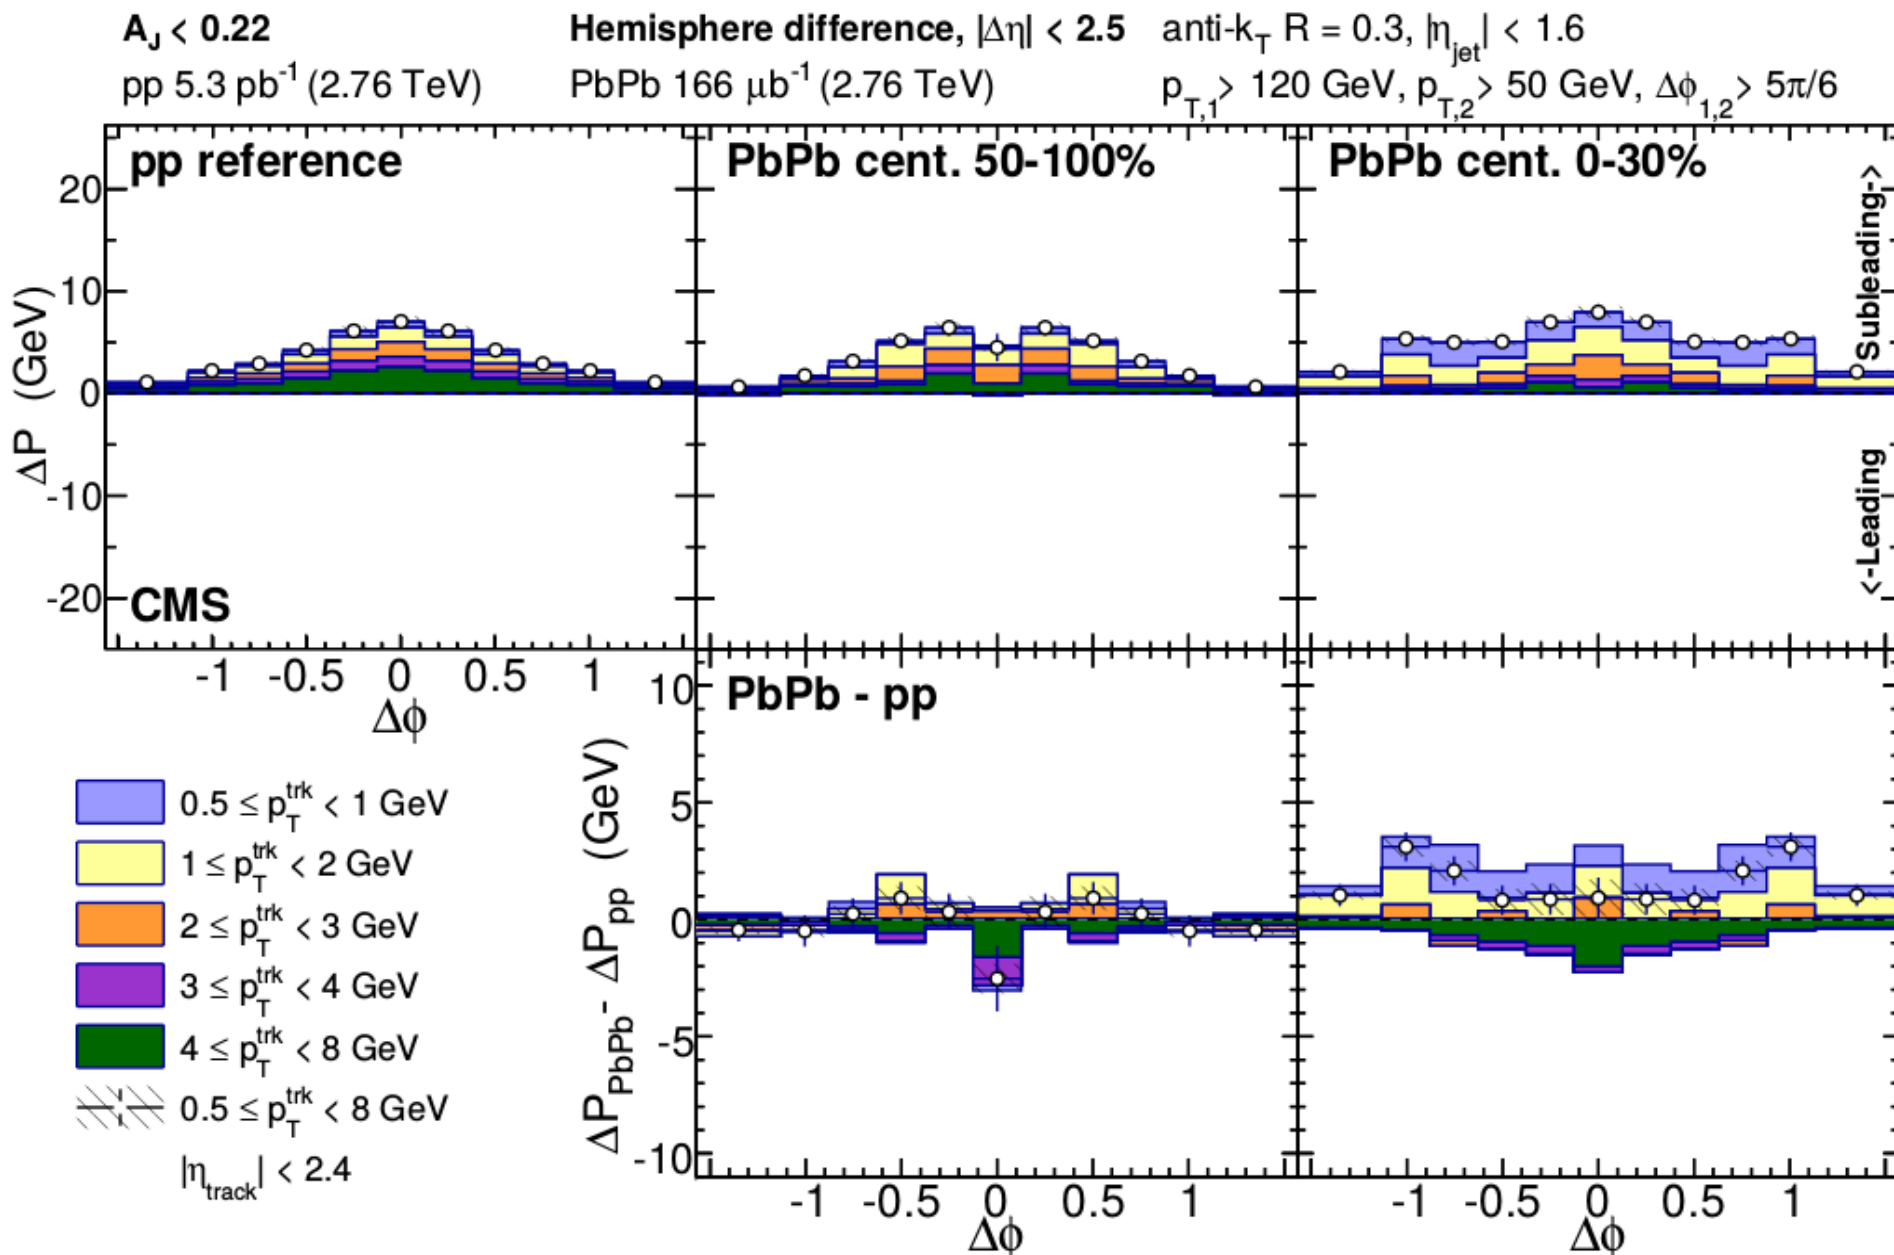 A_J < 0.22 Hemisphere difference, |Δη| < 2.5 anti-k_T R = 0.3, |η_jet| < 1.6
pp 5.3 pb⁻¹ (2.76 TeV) PbPb 166 μb⁻¹ (2.76 TeV) p_T,1 > 120 GeV, p_T,2 > 50 GeV, Δϕ_1,2 > 5π/6
pp reference PbPb cent. 50-100% PbPb cent. 0-30%
20
10
0
-10
-20
ΔP (GeV)
Subleading->
<-Leading
CMS
-1 -0.5 0 0.5 1
Δϕ
PbPb - pp
10
5
0
-5
-10
ΔP_PbPb - ΔP_pp (GeV)
0.5 ≤ p_T^trk < 1 GeV
1 ≤ p_T^trk < 2 GeV
2 ≤ p_T^trk < 3 GeV
3 ≤ p_T^trk < 4 GeV
4 ≤ p_T^trk < 8 GeV
0.5 ≤ p_T^trk < 8 GeV
|η_track| < 2.4
-1 -0.5 0 0.5 1 -1 -0.5 0 0.5 1
Δϕ Δϕ